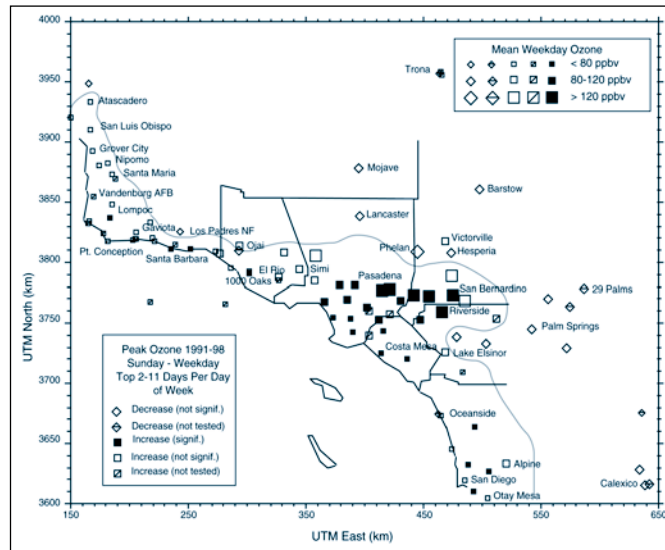 4000
3950
3900
3850
3800
3750
3700
3650
3600
UTM North (km)
150
250
350
450
550
650
UTM East (km)
Mean Weekday Ozone
< 80 ppbv
80-120 ppbv
> 120 ppbv
Trona
Atascadero
San Luis Obispo
Grover City
Nipomo
Santa Maria
Vandenburg AFB
Lompoc
Gaviota
Los Padres NF
Pt. Conception
Santa Barbara
Ojai
El Rio
1000 Oaks
Simi
Mojave
Lancaster
Barstow
Phelan
Victorville
Hesperia
Pasadena
San Bernardino
Riverside
29 Palms
Palm Springs
Costa Mesa
Lake Elsinor
Oceanside
Alpine
San Diego
Otay Mesa
Calexico
Peak Ozone 1991-98
Sunday - Weekday
Top 2-11 Days Per Day
of Week
Decrease (not signif.)
Decrease (not tested)
Increase (signif.)
Increase (not signif.)
Increase (not tested)